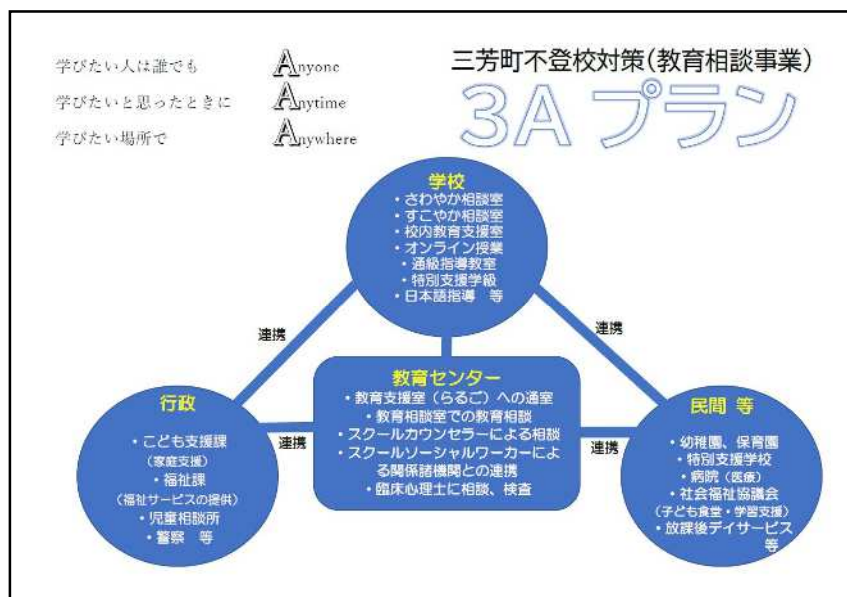 学びたい人は誰でも Anyone
学びたいと思ったときに Anytime
学びたい場所で Anywhere
三芳町不登校対策(教育相談事業)
3A プラン
学校
・さわやか相談室
・すこやか相談室
・校内教育支援室
・オンライン授業
・通級指導教室
・特別支援学級
・日本語指導 等
連携
連携
教育センター
・教育支援室(らるご)への通室
・教育相談室での教育相談
・スクールカウンセラーによる相談
・スクールソーシャルワーカーによ
る関係諸機関との連携
・臨床心理士に相談、検査
行政
・こども支援課
(家庭支援)
・福祉課
(福祉サービスの提供)
・児童相談所
・警察 等
連携
連携
民間 等
・幼稚園、保育園
・特別支援学校
・病院(医療)
・社会福祉協議会
(子ども食堂・学習支援)
・放課後デイサービス
等